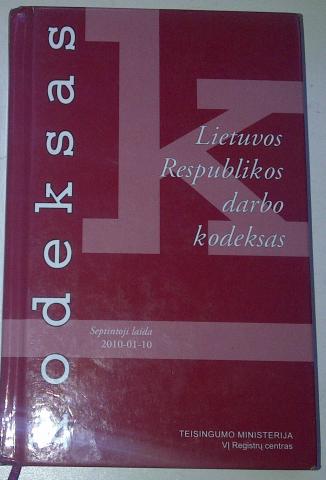 kodeksas
k
Lietuvos
Respublikos
darbo
kodeksas
Septintoji laida
2010-01-10
TEISINGUMO MINISTERIJA
VĮ Registrų centras